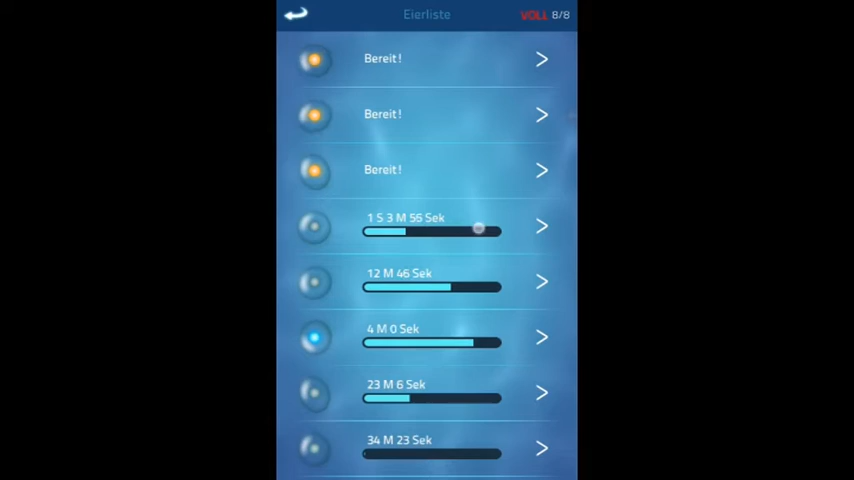 Eierliste VOLL 8/8
Bereit!
Bereit!
Bereit!
1 S 3 M 55 Sek
12 M 46 Sek
4 M 0 Sek
23 M 6 Sek
34 M 23 Sek